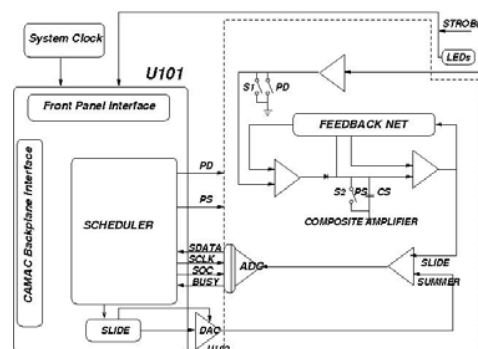 System Clock
STROBE
LEDs
U101
Front Panel Interface
S1
PD
FEEDBACK NET
CAMAC Backplane Interface
SCHEDULER
PD
PS
S2
PS
CS
COMPOSITE AMPLIFIER
SDATA
SCLK
SOC
BUSY
ADC
SLIDE
SUMMER
SLIDE
DAC